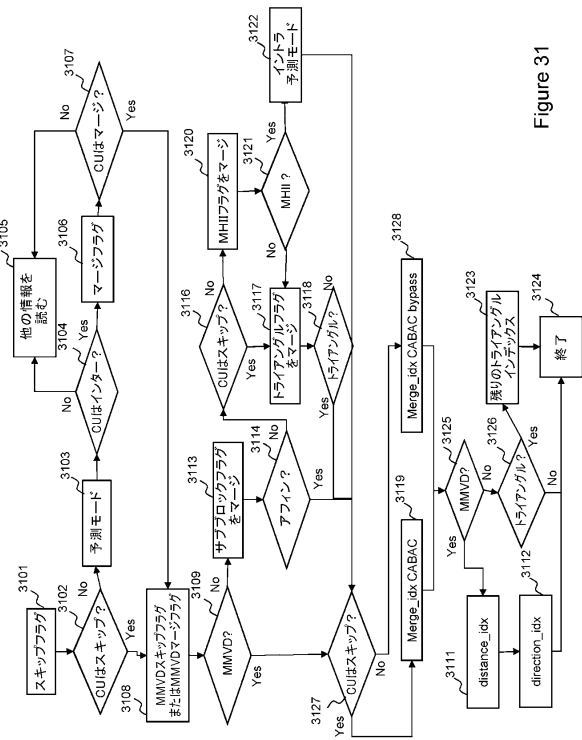 3101
スキップフラグ
3102
CUはスキップ？
No
Yes
3103
予測モード
3104
CUはインター？
No
Yes
3105
他の情報を
読む
3106
マージフラグ
3107
CUはマージ？
No
Yes
3108
MMVDスキップフラグ
またはMMVDマージフラグ
3109
MMVD?
No
Yes
3113
サブブロックフラグ
をマージ
3114
アフィン？
No
Yes
3116
CUはスキップ？
No
Yes
3120
MHIIフラグをマージ
3121
MHII？
Yes
No
3122
イントラ
予測モード
3117
トライアングルフラグ
をマージ
3118
トライアングル？
Yes
No
3127
CUはスキップ？
Yes
No
3119
Merge_idx CABAC
3128
Merge_idx CABAC bypass
3125
MMVD?
Yes
No
3126
トライアングル？
Yes
No
3123
残りのトライアングル
インデックス
3124
終了
3111
distance_idx
3112
direction_idx
Figure 31